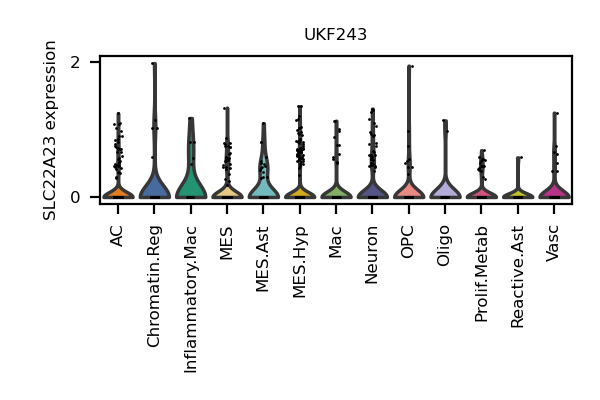 UKF243
SLC22A23 expression
2
0
AC
Chromatin.Reg
Inflammatory.Mac
MES
MES.Ast
MES.Hyp
Mac
Neuron
OPC
Oligo
Prolif.Metab
Reactive.Ast
Vasc